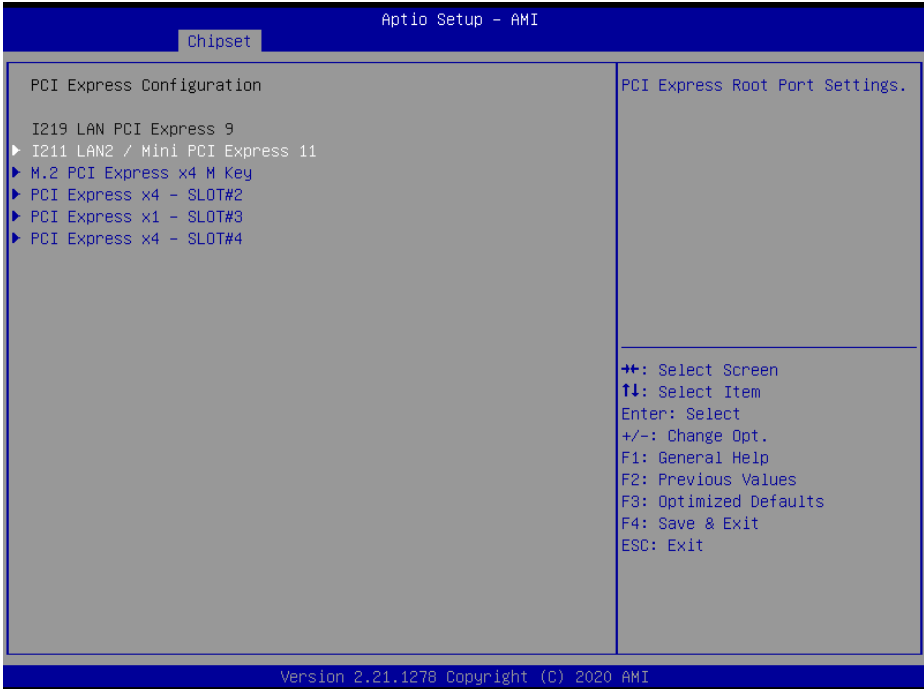 Aptio Setup – AMI
Chipset
PCI Express Configuration
I219 LAN PCI Express 9
I211 LAN2 / Mini PCI Express 11
M.2 PCI Express x4 M Key
PCI Express x4 – SLOT#2
PCI Express x1 – SLOT#3
PCI Express x4 – SLOT#4
PCI Express Root Port Settings.
→←: Select Screen
↑↓: Select Item
Enter: Select
+/-: Change Opt.
F1: General Help
F2: Previous Values
F3: Optimized Defaults
F4: Save & Exit
ESC: Exit
Version 2.21.1278 Copyright (C) 2020 AMI